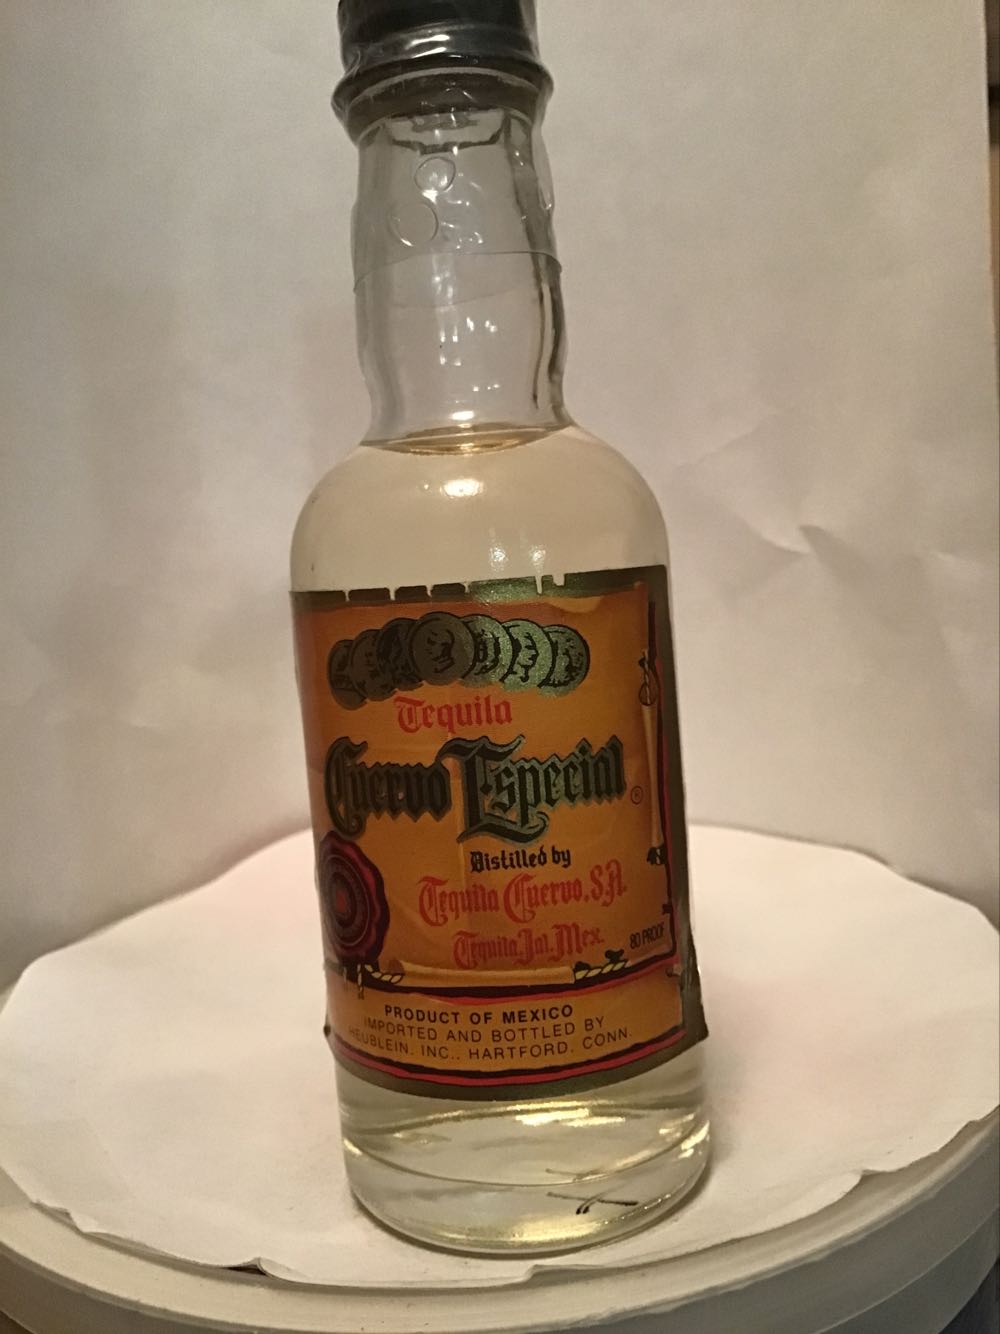 Tequila
Cuervo Especial ®
Distilled by
Tequila Cuervo, S.A.
Tequila, Jal. Mex.
80 PROOF
PRODUCT OF MEXICO
IMPORTED AND BOTTLED BY
HEUBLEIN, INC., HARTFORD, CONN.